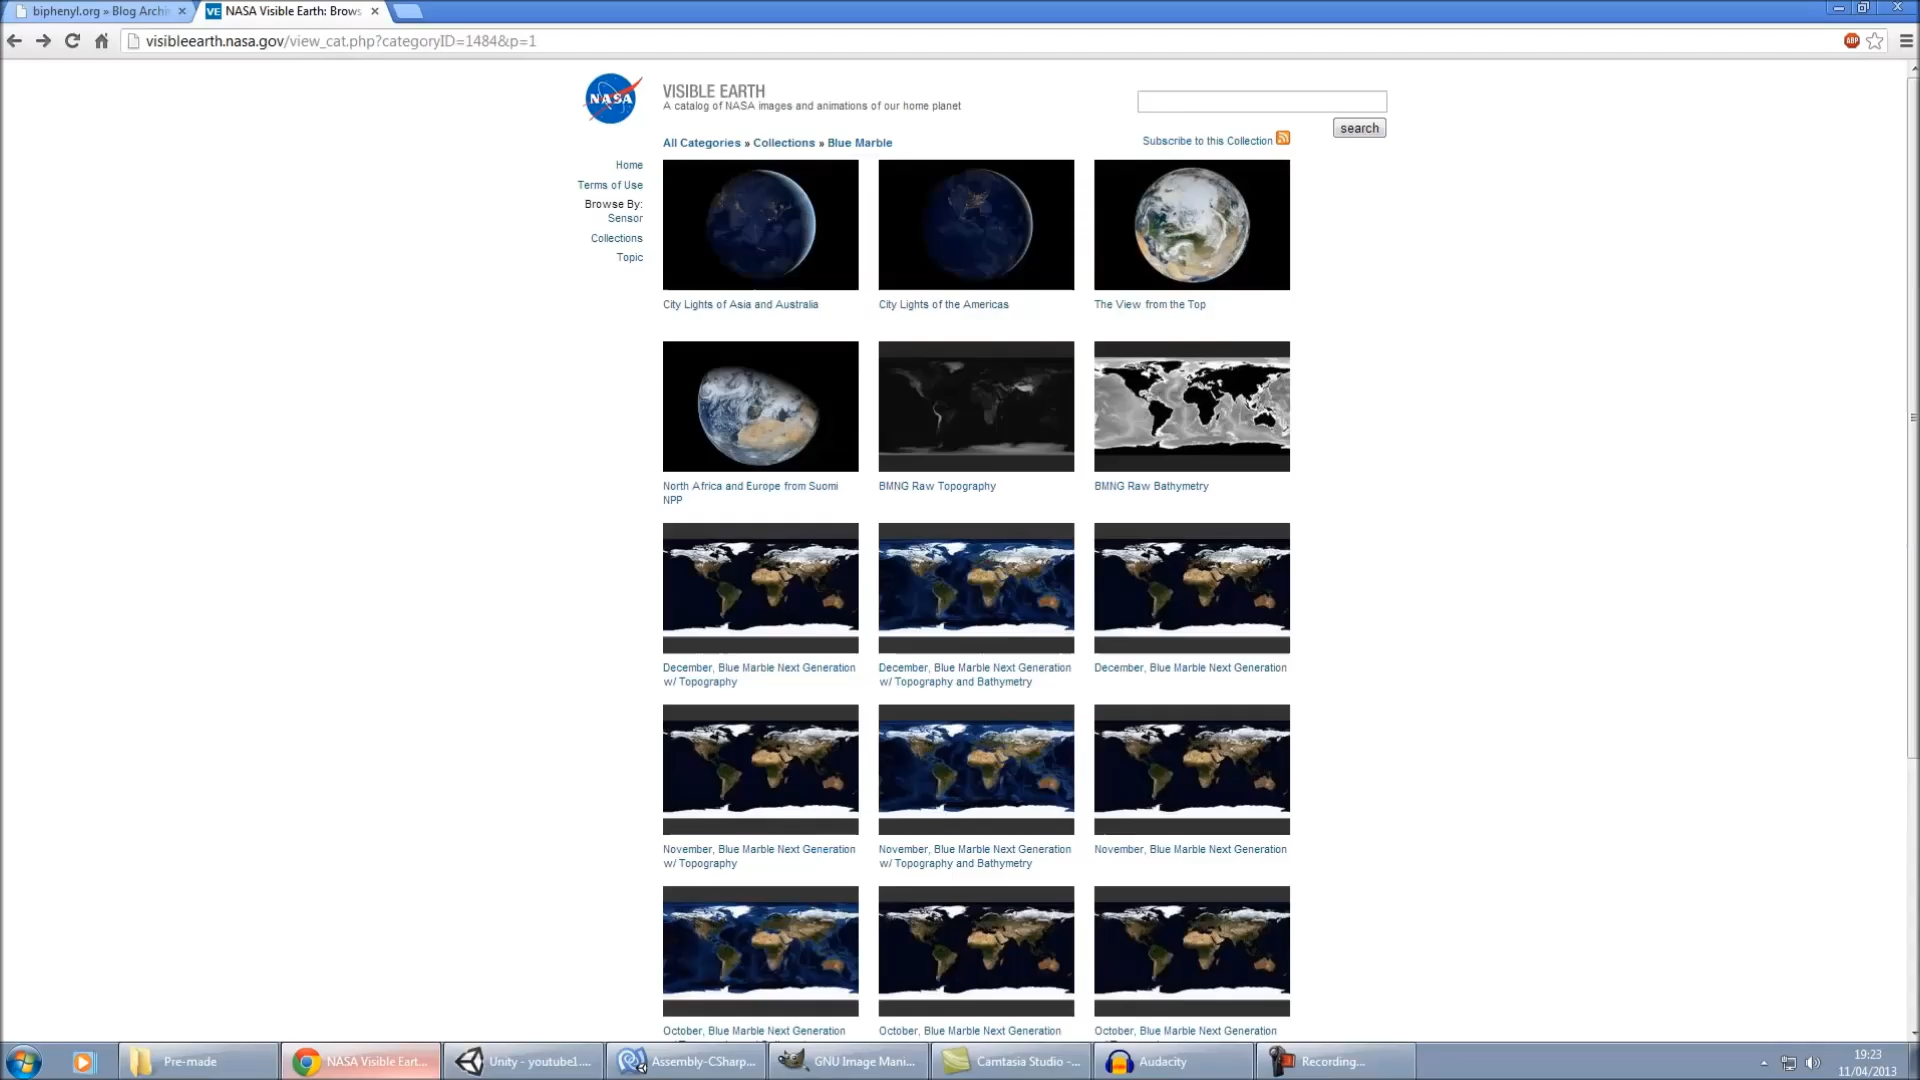 biphenyl.org » Blog Archi
NASA Visible Earth: Brows
visibleearth.nasa.gov/view_cat.php?categoryID=1484&p=1
ABP
NASA
VISIBLE EARTH
A catalog of NASA images and animations of our home planet
search
All Categories » Collections » Blue Marble
Subscribe to this Collection
Home
Terms of Use
Browse By:
Sensor
Collections
Topic
City Lights of Asia and Australia
City Lights of the Americas
The View from the Top
North Africa and Europe from Suomi
NPP
BMNG Raw Topography
BMNG Raw Bathymetry
December, Blue Marble Next Generation
w/ Topography
December, Blue Marble Next Generation
w/ Topography and Bathymetry
December, Blue Marble Next Generation
November, Blue Marble Next Generation
w/ Topography
November, Blue Marble Next Generation
w/ Topography and Bathymetry
November, Blue Marble Next Generation
October, Blue Marble Next Generation
October, Blue Marble Next Generation
October, Blue Marble Next Generation
Pre-made
NASA Visible Eart...
Unity - youtube1....
Assembly-CSharp...
GNU Image Mani...
Camtasia Studio -...
Audacity
Recording...
19:23
11/04/2013